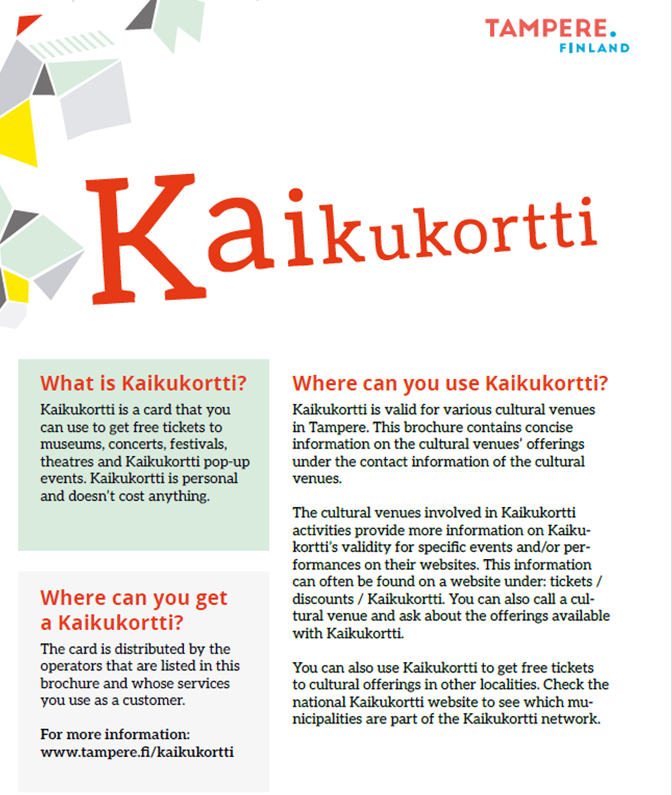 TAMPERE.
FINLAND
Kaikukortti
What is Kaikukortti?
Kaikukortti is a card that you
can use to get free tickets to
museums, concerts, festivals,
theatres and Kaikukortti pop-up
events. Kaikukortti is personal
and doesn't cost anything.
Where can you get
a Kaikukortti?
The card is distributed by the
operators that are listed in this
brochure and whose services
you use as a customer.
For more information:
www.tampere.fi/kaikukortti
Where can you use Kaikukortti?
Kaikukortti is valid for various cultural venues
in Tampere. This brochure contains concise
information on the cultural venues' offerings
under the contact information of the cultural
venues.
The cultural venues involved in Kaikukortti
activities provide more information on Kaiku-
kortti's validity for specific events and/or per-
formances on their websites. This information
can often be found on a website under: tickets /
discounts / Kaikukortti. You can also call a cul-
tural venue and ask about the offerings available
with Kaikukortti.
You can also use Kaikukortti to get free tickets
to cultural offerings in other localities. Check the
national Kaikukortti website to see which mu-
nicipalities are part of the Kaikukortti network.